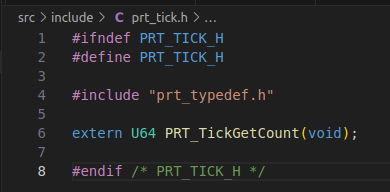 src > include > C prt_tick.h > ...
1 #ifndef PRT_TICK_H
2 #define PRT_TICK_H
3
4 #include "prt_typedef.h"
5
6 extern U64 PRT_TickGetCount(void);
7
8 #endif /* PRT_TICK_H */